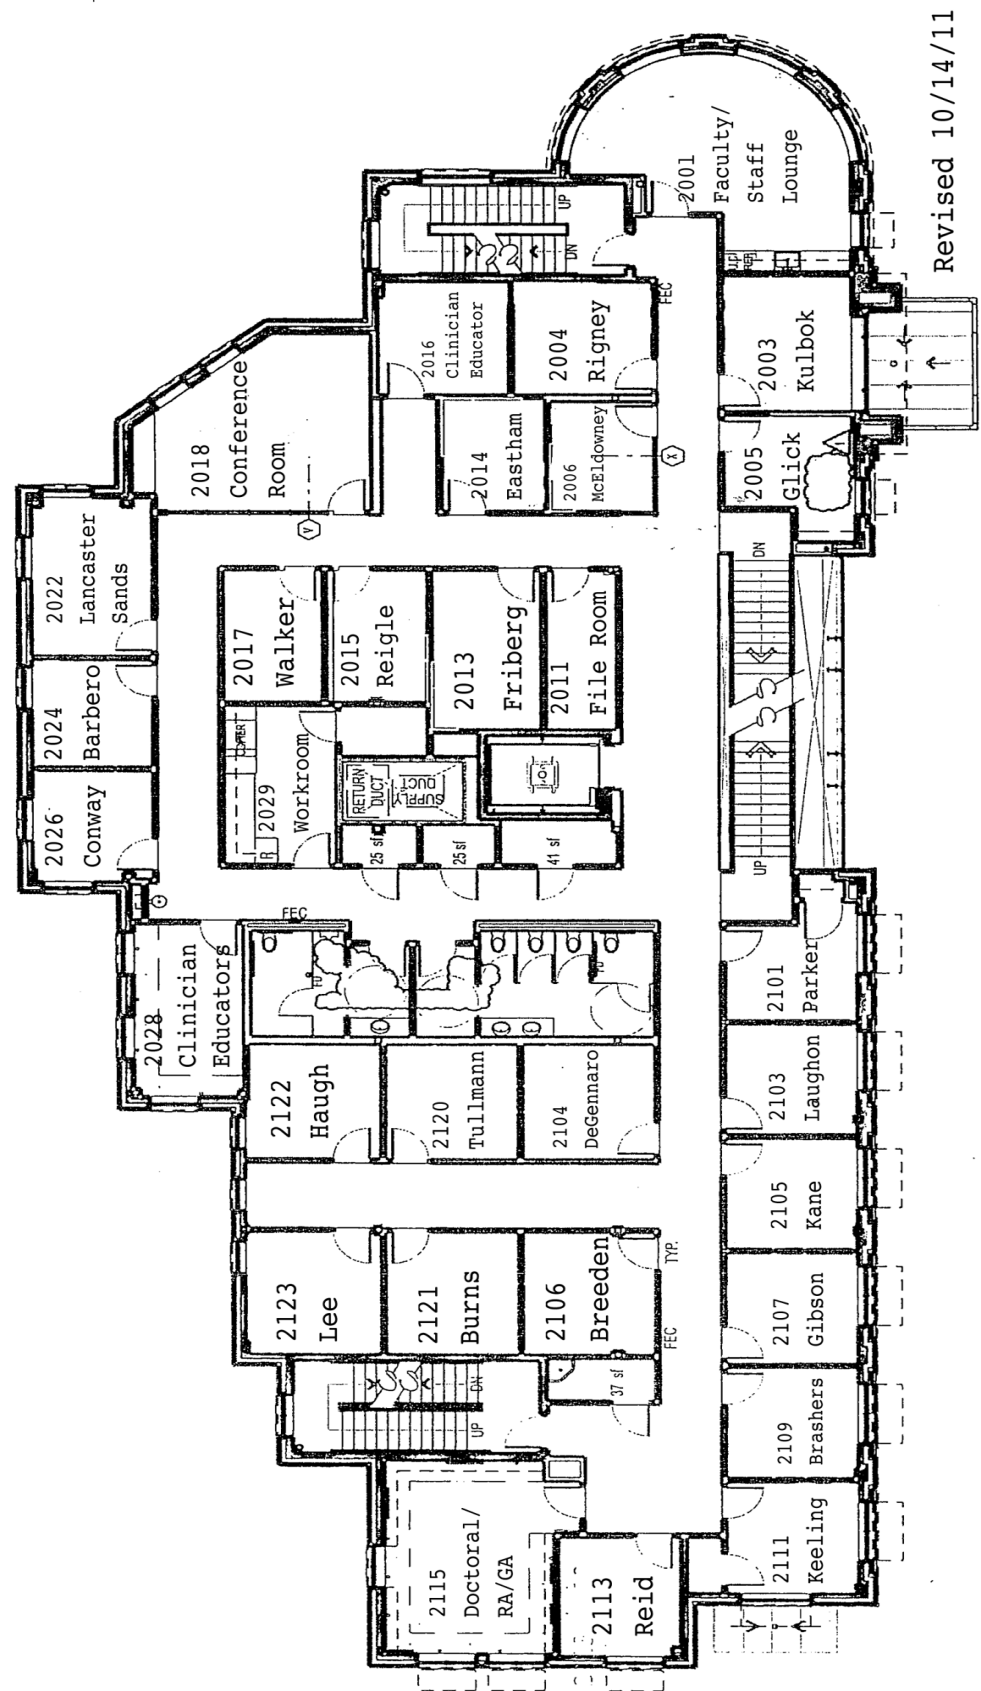 Revised 10/14/11
2001
Faculty/
Staff
Lounge
UP
DN
FEC
2016
Clinician
Educator
2004
Rigney
2003
Kulbok
2018
Conference
Room
2014
Eastham
2006
McEldowney
2005
Glick
V
X
2022
Lancaster
Sands
2024
Barbero
2026
Conway
2017
Walker
2015
Reigle
2013
Friberg
2011
File Room
DN
UP
COPIER
2029
Workroom
R
RETURN
DUCT
SUPPLY
DUCT
25 sf
25 sf
41 sf
FEC
2028
Clinician
Educators
FD
FD
2101
Parker
2122
Haugh
2120
Tullmann
2104
DeGennaro
2103
Laughon
2105
Kane
2123
Lee
2121
Burns
2106
Breeden
TYP.
FEC
2107
Gibson
37 sf
DN
UP
2109
Brashers
2115
Doctoral/
RA/GA
2113
Reid
2111
Keeling